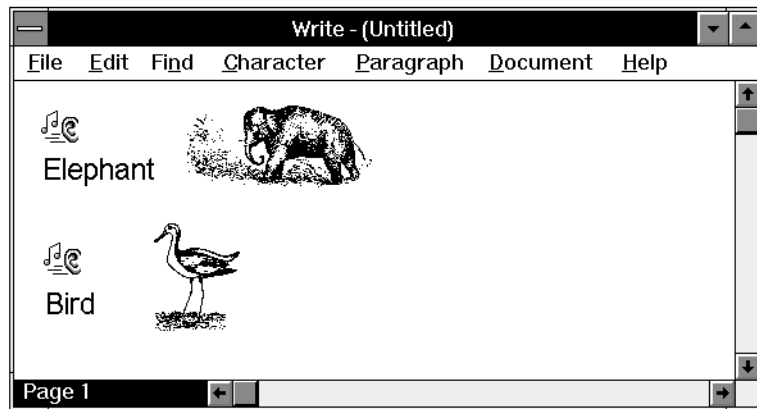 Write - (Untitled)
File Edit Find Character Paragraph Document Help
Elephant
Bird
Page 1